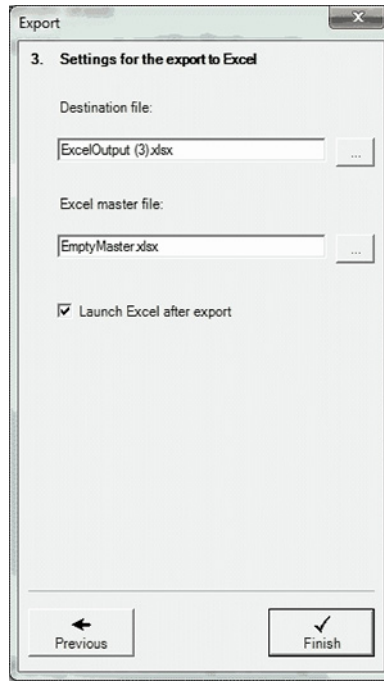 Export
3. Settings for the export to Excel
Destination file:
ExcelOutput (3).xlsx
...
Excel master file:
EmptyMaster.xlsx
...
Launch Excel after export
Previous
Finish